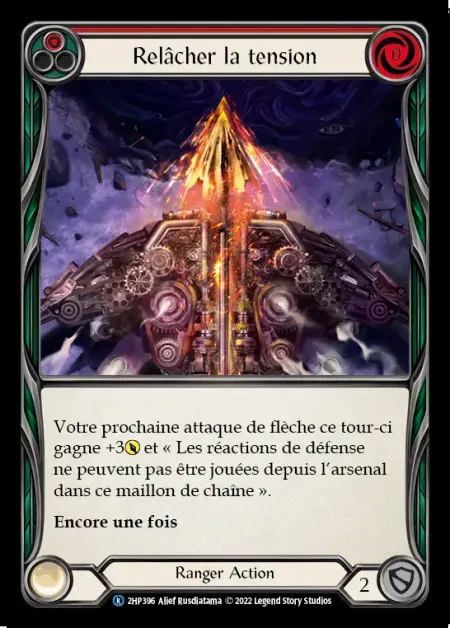 Relâcher la tension
0
Votre prochaine attaque de flèche ce tour-ci
gagne +3 et « Les réactions de défense
ne peuvent pas être jouées depuis l'arsenal
dans ce maillon de chaîne ».
Encore une fois
Ranger Action
2
R 2HP396 Alief Rusdiatama © 2022 Legend Story Studios